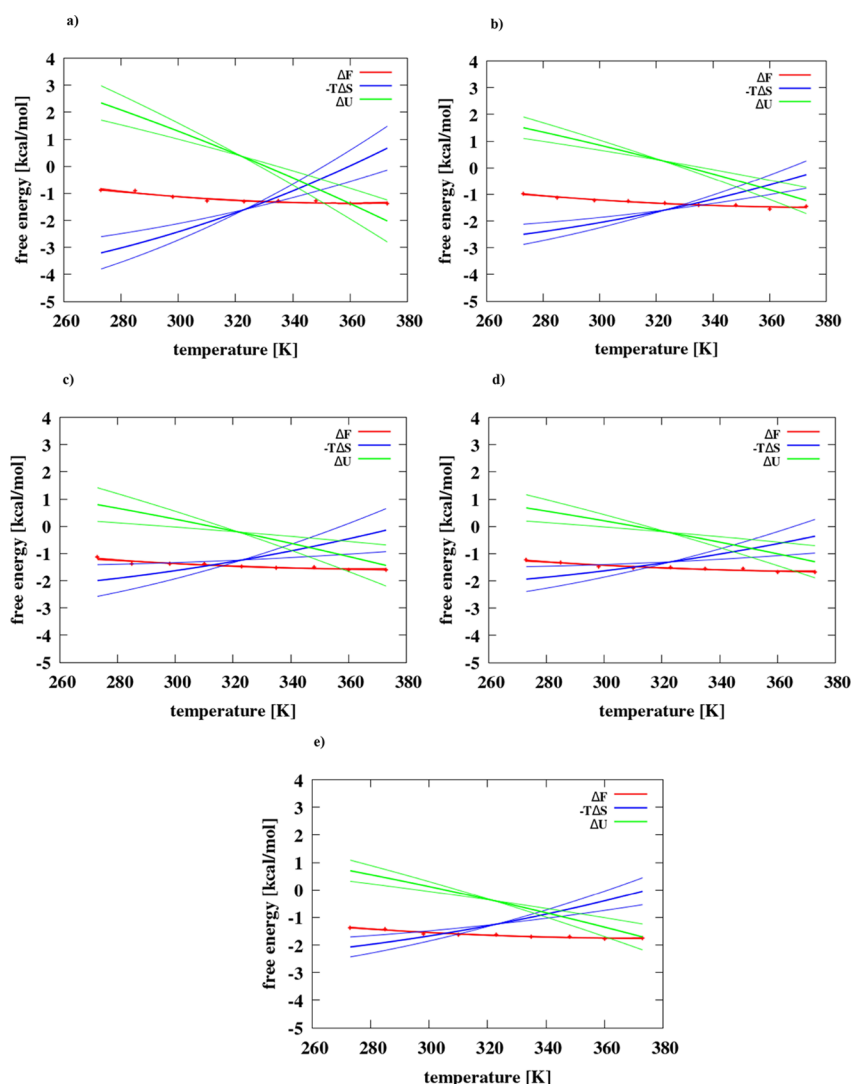 a)
4
3
2
1
0
-1
-2
-3
-4
-5
free energy [kcal/mol]
ΔF
-TΔS
ΔU
260 280 300 320 340 360 380
temperature [K]
b)
4
3
2
1
0
-1
-2
-3
-4
-5
free energy [kcal/mol]
ΔF
-TΔS
ΔU
260 280 300 320 340 360 380
temperature [K]
c)
4
3
2
1
0
-1
-2
-3
-4
-5
free energy [kcal/mol]
ΔF
-TΔS
ΔU
260 280 300 320 340 360 380
temperature [K]
d)
4
3
2
1
0
-1
-2
-3
-4
-5
free energy [kcal/mol]
ΔF
-TΔS
ΔU
260 280 300 320 340 360 380
temperature [K]
e)
4
3
2
1
0
-1
-2
-3
-4
-5
free energy [kcal/mol]
ΔF
-TΔS
ΔU
260 280 300 320 340 360 380
temperature [K]